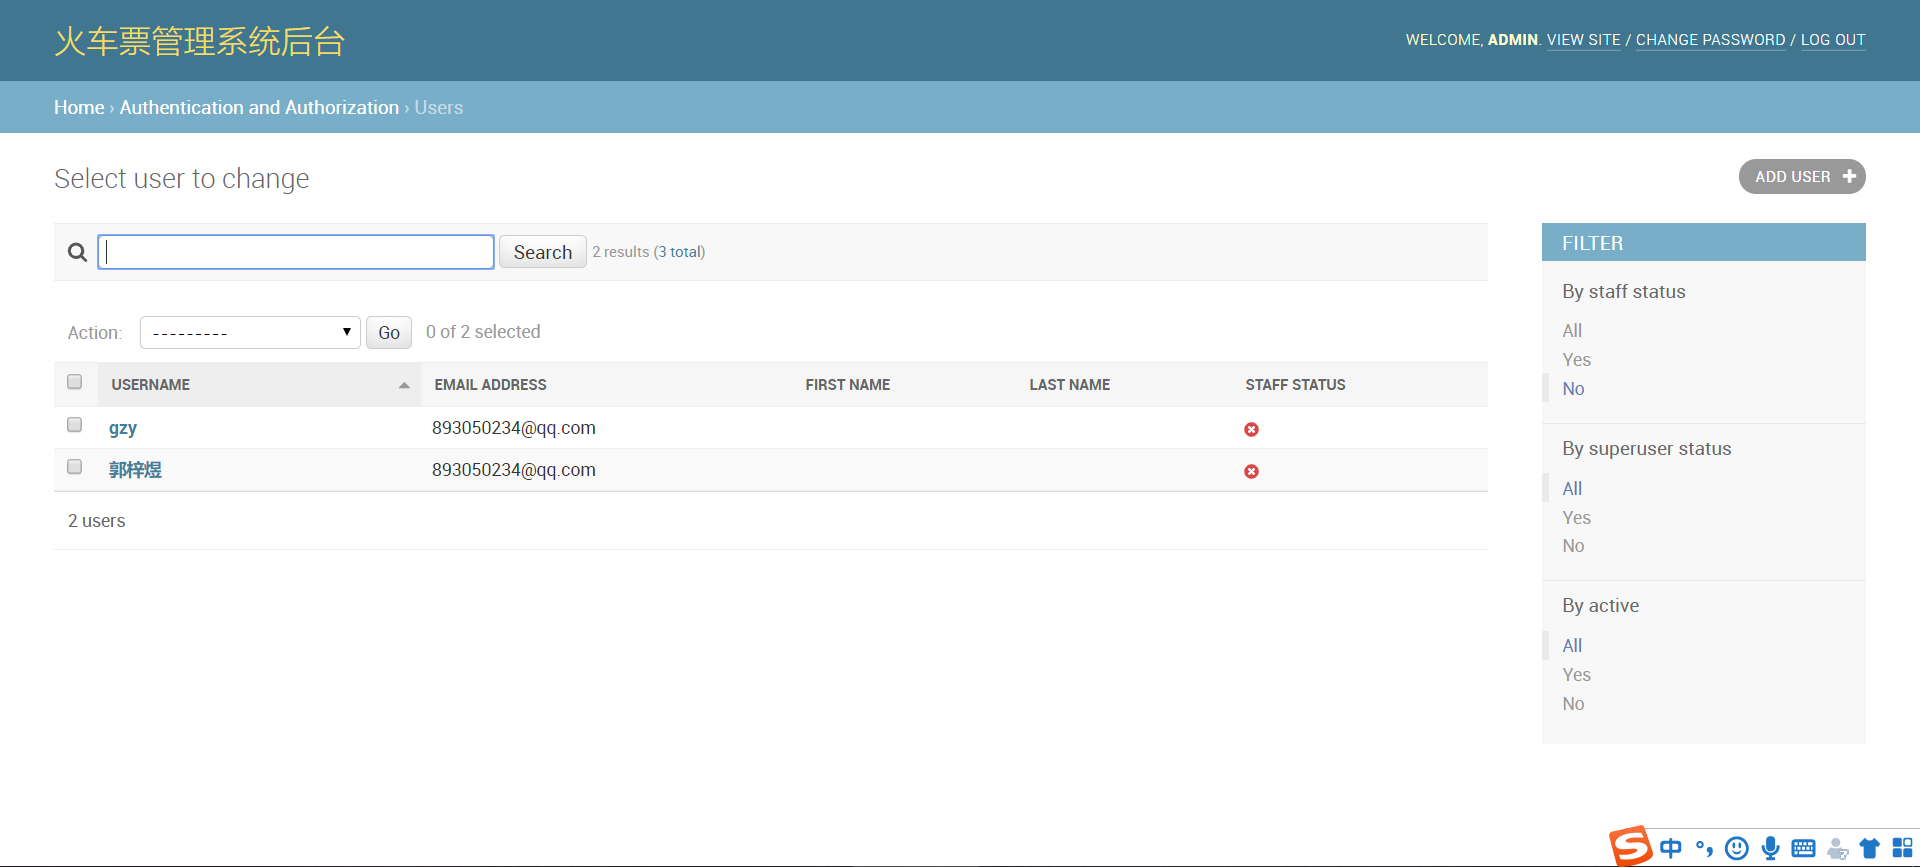 火车票管理系统后台
WELCOME, ADMIN. VIEW SITE / CHANGE PASSWORD / LOG OUT
Home › Authentication and Authorization › Users
Select user to change
ADD USER
Search 2 results (3 total)
Action: --------- Go 0 of 2 selected
USERNAME EMAIL ADDRESS FIRST NAME LAST NAME STAFF STATUS
gzy 893050234@qq.com
郭梓煜 893050234@qq.com
2 users
FILTER
By staff status
All
Yes
No
By superuser status
All
Yes
No
By active
All
Yes
No
中